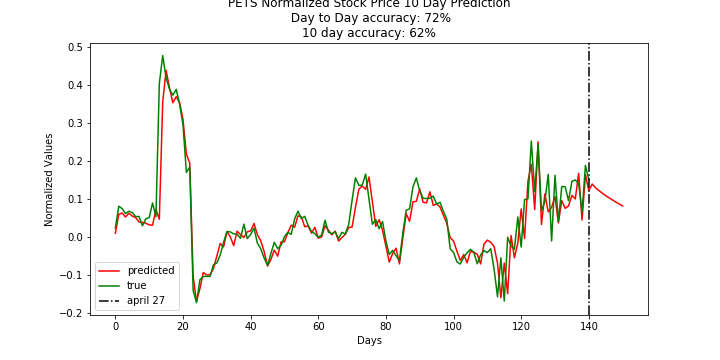 PETS Normalized Stock Price 10 Day Prediction
Day to Day accuracy: 72%
10 day accuracy: 62%
0.5
0.4
0.3
0.2
0.1
0.0
−0.1
−0.2
Normalized Values
predicted
true
april 27
0 20 40 60 80 100 120 140
Days